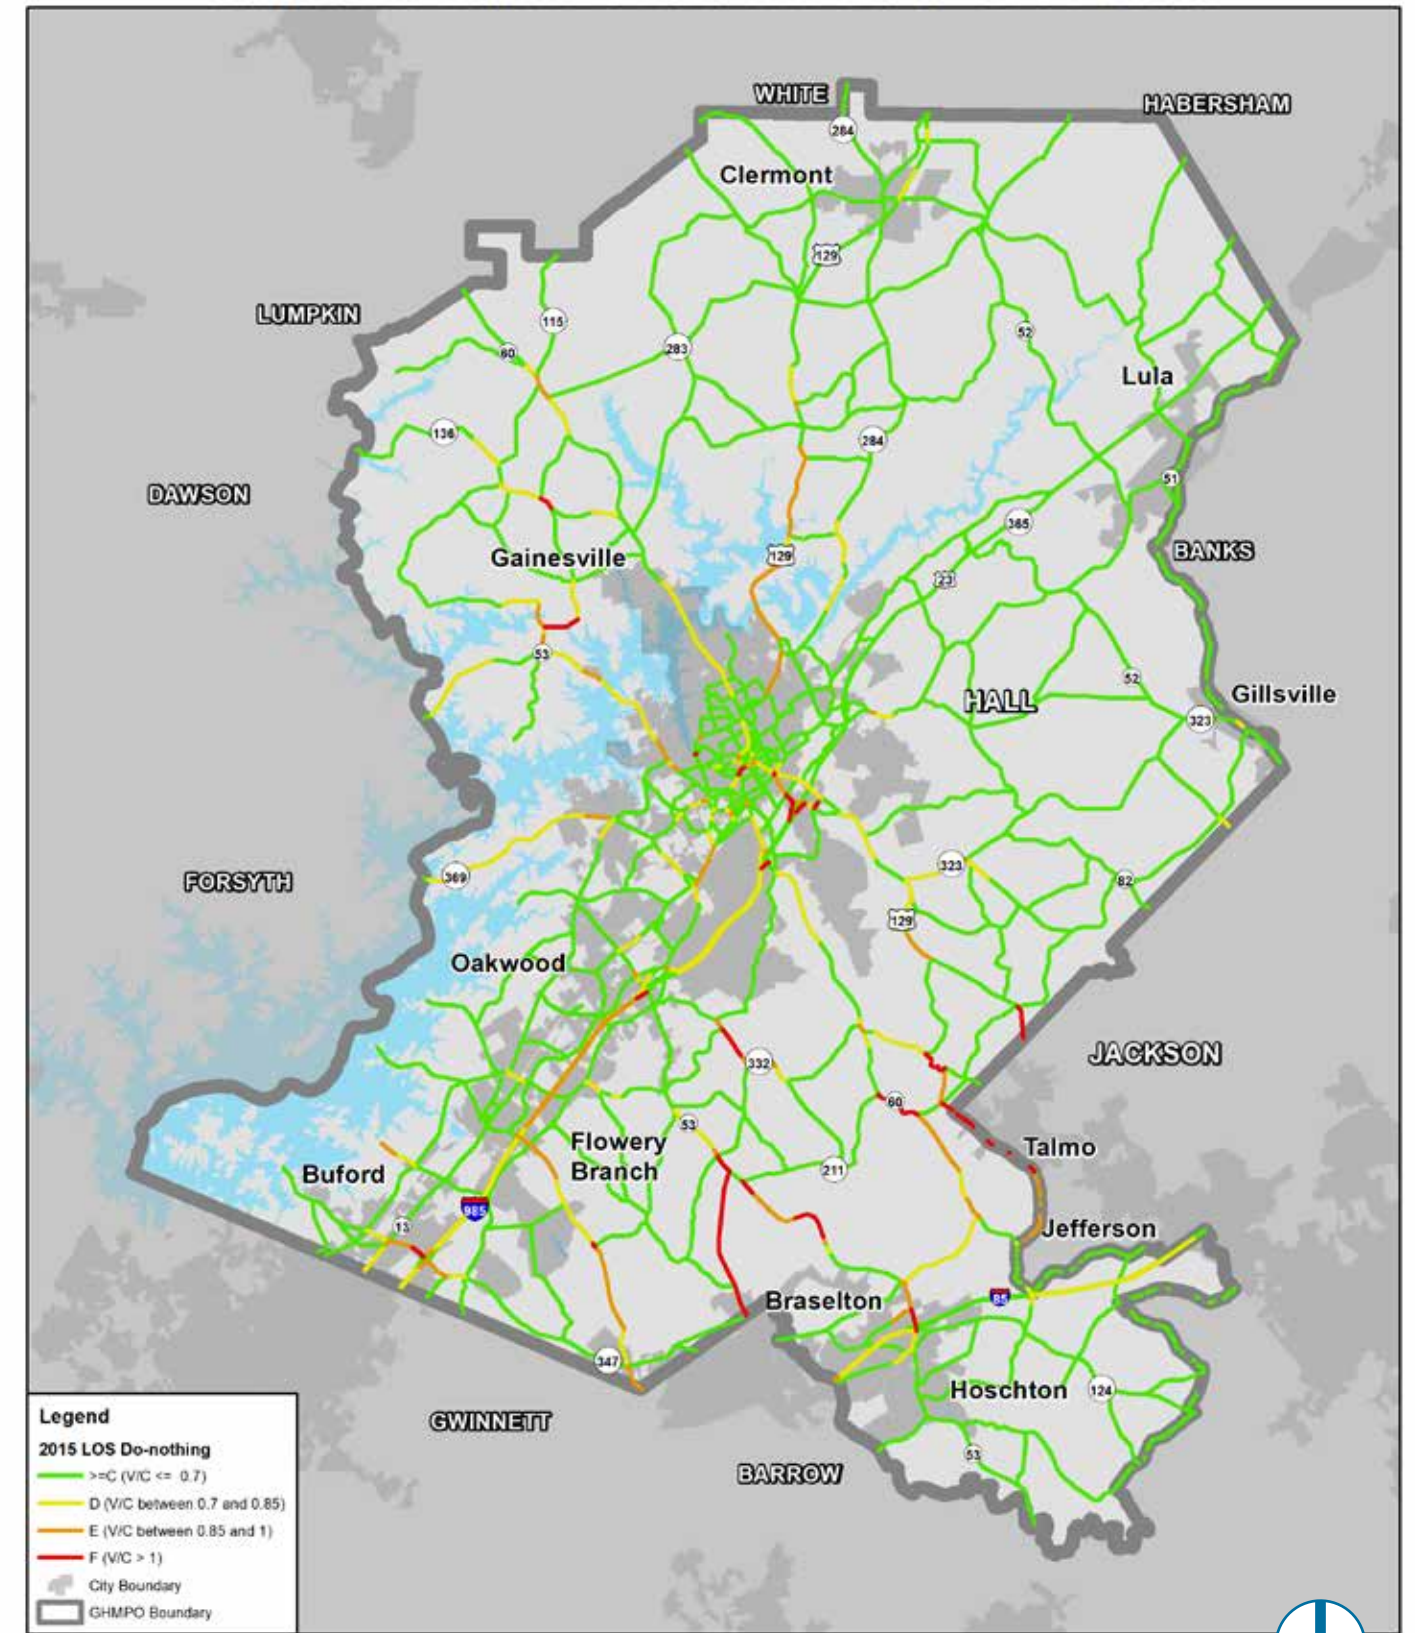 WHITE
HABERSHAM
284
Clermont
129
LUMPKIN
115
52
60
283
Lula
136
284
DAWSON
51
365
BANKS
Gainesville
129
23
53
52
HALL
Gillsville
323
323
FORSYTH
369
82
129
Oakwood
JACKSON
332
60
53
Flowery
Branch
Talmo
211
Buford
985
13
Jefferson
85
Braselton
347
Hoschton
124
GWINNETT
53
BARROW
Legend
2015 LOS Do-nothing
>=C (V/C <= 0.7)
D (V/C between 0.7 and 0.85)
E (V/C between 0.85 and 1)
F (V/C > 1)
City Boundary
GHMPO Boundary